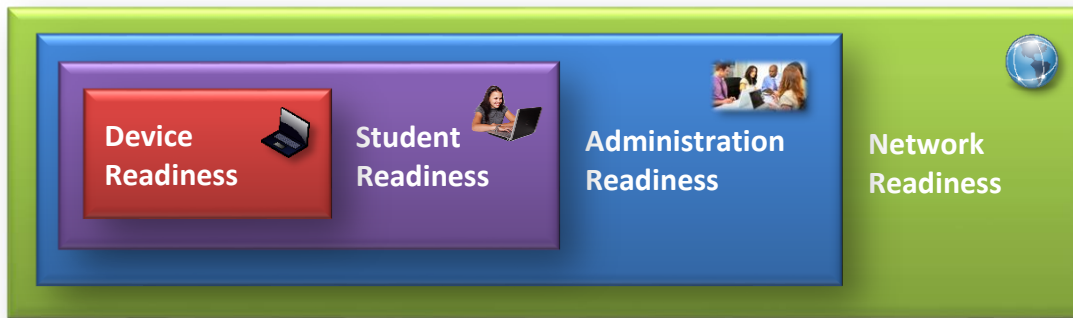 Device
Readiness
Student
Readiness
Administration
Readiness
Network
Readiness